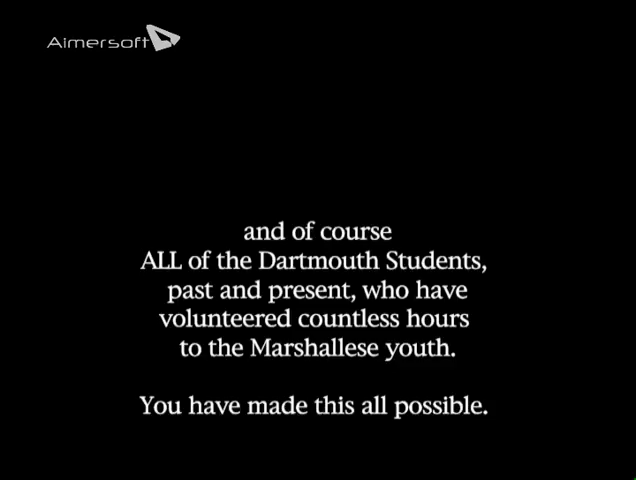 Aimersoft
and of course
ALL of the Dartmouth Students,
past and present, who have
volunteered countless hours
to the Marshallese youth.
You have made this all possible.